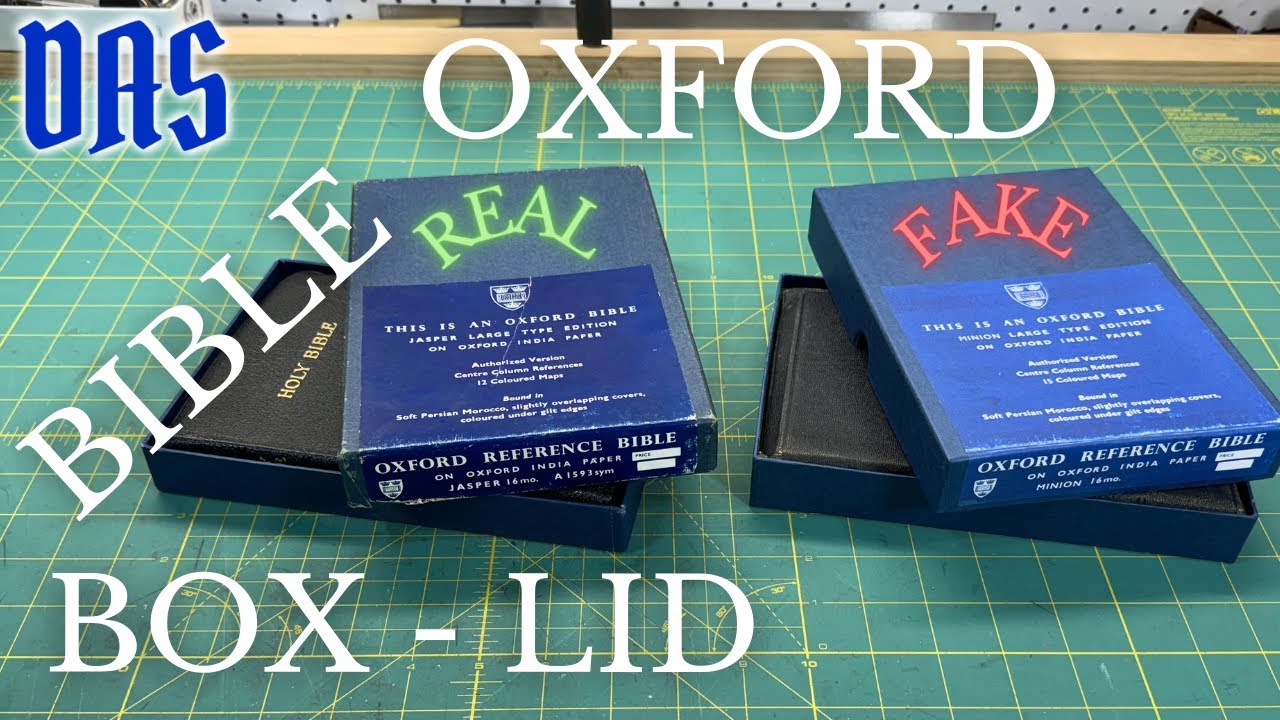 DAS
OXFORD
BIBLE
BOX - LID
REAL
THIS IS AN OXFORD BIBLE
JASPER LARGE TYPE EDITION
ON OXFORD INDIA PAPER
Authorized Version
Centre Column References
12 Coloured Maps
Bound in
Soft Persian Morocco, slightly overlapping covers,
coloured under gilt edges
OXFORD REFERENCE BIBLE
ON OXFORD INDIA PAPER
PRICE
JASPER 16mo. A1593sym
HOLY BIBLE
FAKE
THIS IS AN OXFORD BIBLE
MINION LARGE TYPE EDITION
ON OXFORD INDIA PAPER
Authorized Version
Centre Column References
15 Coloured Maps
Bound in
Soft Persian Morocco, slightly overlapping covers,
coloured under gilt edges
OXFORD REFERENCE BIBLE
ON OXFORD INDIA PAPER
PRICE
MINION 16mo.
5
10